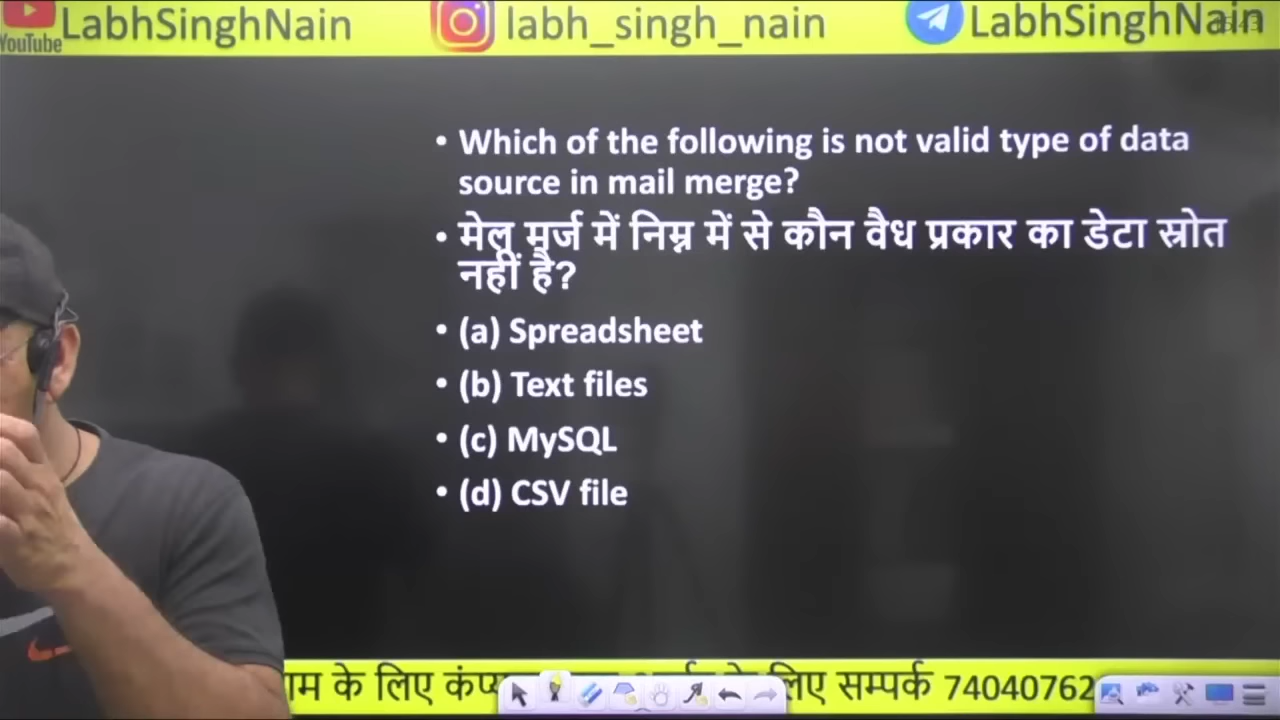 YouTube
LabhSinghNain
labh_singh_nain
LabhSinghNain
• Which of the following is not valid type of data
source in mail merge?
• मेल मर्ज में निम्न में से कौन वैध प्रकार का डेटा स्रोत
नहीं है?
• (a) Spreadsheet
• (b) Text files
• (c) MySQL
• (d) CSV file
के लिए
लिए सम्पर्क 74040762